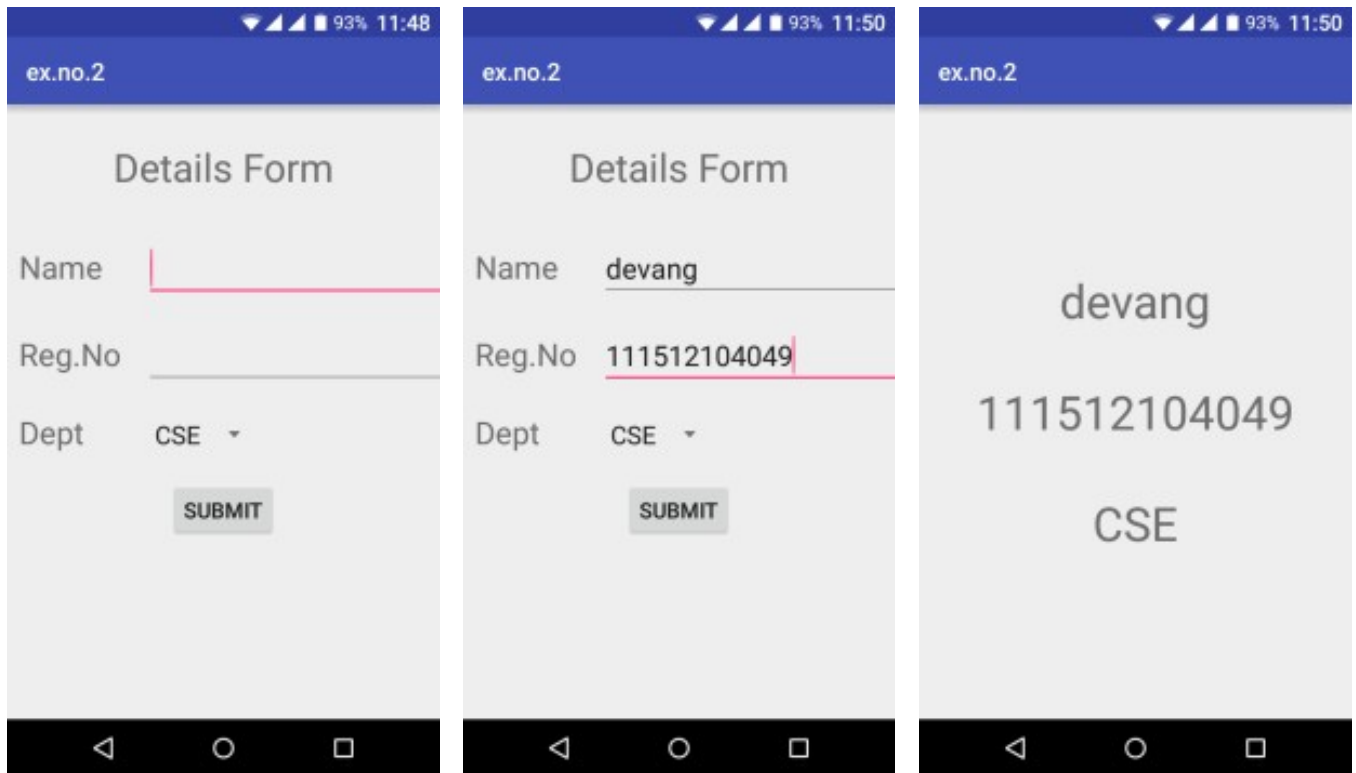 93% 11:48
ex.no.2
Details Form
Name
Reg.No
Dept CSE
SUBMIT
93% 11:50
ex.no.2
Details Form
Name devang
Reg.No 111512104049
Dept CSE
SUBMIT
93% 11:50
ex.no.2
devang
111512104049
CSE